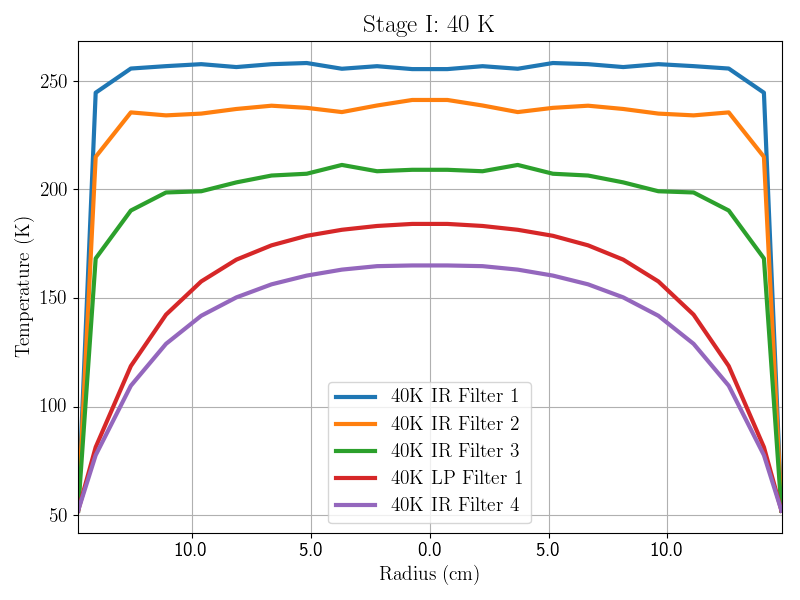 Stage I: 40 K
Temperature (K)
250
200
150
100
50
40K IR Filter 1
40K IR Filter 2
40K IR Filter 3
40K LP Filter 1
40K IR Filter 4
10.0 5.0 0.0 5.0 10.0
Radius (cm)